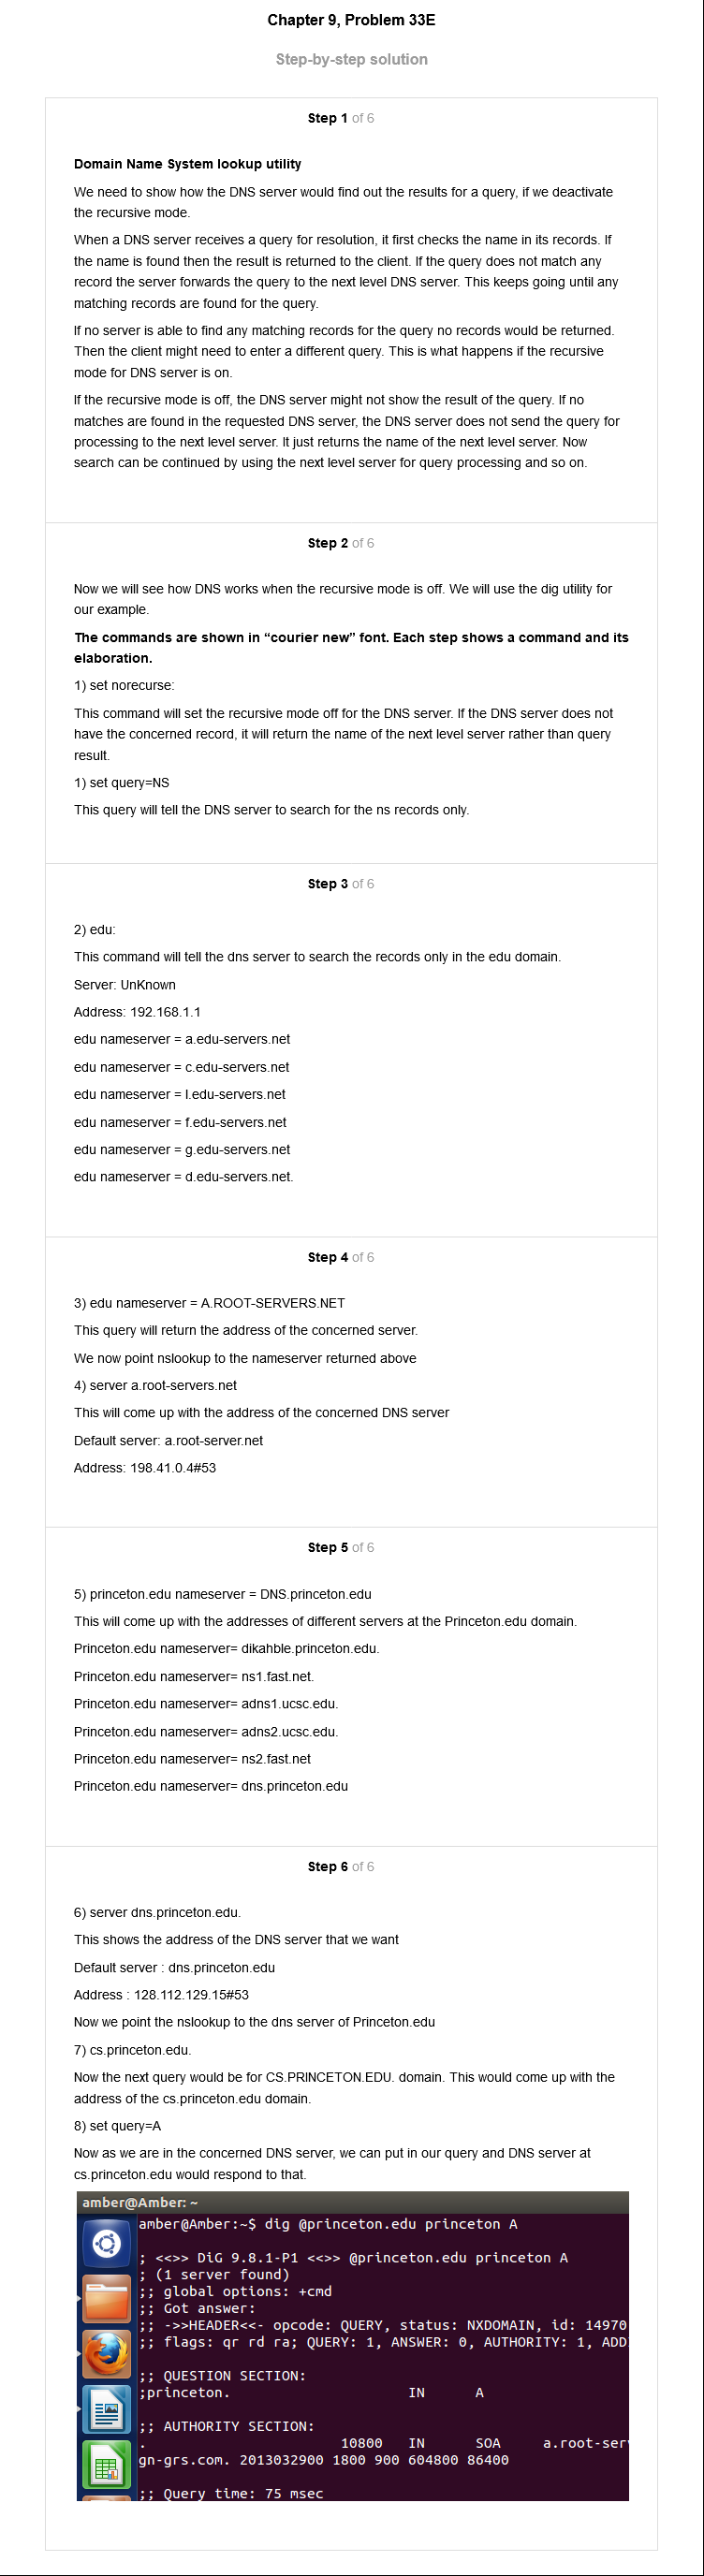 Chapter 9, Problem 33E
Step-by-step solution
Step 1 of 6
Domain Name System lookup utility
We need to show how the DNS server would find out the results for a query, if we deactivate
the recursive mode.
When a DNS server receives a query for resolution, it first checks the name in its records. If
the name is found then the result is returned to the client. If the query does not match any
record the server forwards the query to the next level DNS server. This keeps going until any
matching records are found for the query.
If no server is able to find any matching records for the query no records would be returned.
Then the client might need to enter a different query. This is what happens if the recursive
mode for DNS server is on.
If the recursive mode is off, the DNS server might not show the result of the query. If no
matches are found in the requested DNS server, the DNS server does not send the query for
processing to the next level server. It just returns the name of the next level server. Now
search can be continued by using the next level server for query processing and so on.
Step 2 of 6
Now we will see how DNS works when the recursive mode is off. We will use the dig utility for
our example.
The commands are shown in “courier new” font. Each step shows a command and its
elaboration.
1) set norecurse:
This command will set the recursive mode off for the DNS server. If the DNS server does not
have the concerned record, it will return the name of the next level server rather than query
result.
1) set query=NS
This query will tell the DNS server to search for the ns records only.
Step 3 of 6
2) edu:
This command will tell the dns server to search the records only in the edu domain.
Server: UnKnown
Address: 192.168.1.1
edu nameserver = a.edu-servers.net
edu nameserver = c.edu-servers.net
edu nameserver = l.edu-servers.net
edu nameserver = f.edu-servers.net
edu nameserver = g.edu-servers.net
edu nameserver = d.edu-servers.net.
Step 4 of 6
3) edu nameserver = A.ROOT-SERVERS.NET
This query will return the address of the concerned server.
We now point nslookup to the nameserver returned above
4) server a.root-servers.net
This will come up with the address of the concerned DNS server
Default server: a.root-server.net
Address: 198.41.0.4#53
Step 5 of 6
5) princeton.edu nameserver = DNS.princeton.edu
This will come up with the addresses of different servers at the Princeton.edu domain.
Princeton.edu nameserver= dikahble.princeton.edu.
Princeton.edu nameserver= ns1.fast.net.
Princeton.edu nameserver= adns1.ucsc.edu.
Princeton.edu nameserver= adns2.ucsc.edu.
Princeton.edu nameserver= ns2.fast.net
Princeton.edu nameserver= dns.princeton.edu
Step 6 of 6
6) server dns.princeton.edu.
This shows the address of the DNS server that we want
Default server : dns.princeton.edu
Address : 128.112.129.15#53
Now we point the nslookup to the dns server of Princeton.edu
7) cs.princeton.edu.
Now the next query would be for CS.PRINCETON.EDU. domain. This would come up with the
address of the cs.princeton.edu domain.
8) set query=A
Now as we are in the concerned DNS server, we can put in our query and DNS server at
cs.princeton.edu would respond to that.
amber@Amber: ~
amber@Amber:~$ dig @princeton.edu princeton A
; <<>> DiG 9.8.1-P1 <<>> @princeton.edu princeton A
; (1 server found)
;; global options: +cmd
;; Got answer:
;; ->>HEADER<<- opcode: QUERY, status: NXDOMAIN, id: 14970
;; flags: qr rd ra; QUERY: 1, ANSWER: 0, AUTHORITY: 1, ADD
;; QUESTION SECTION:
;princeton. IN A
;; AUTHORITY SECTION:
. 10800 IN SOA a.root-ser
gn-grs.com. 2013032900 1800 900 604800 86400
;; Query time: 75 msec